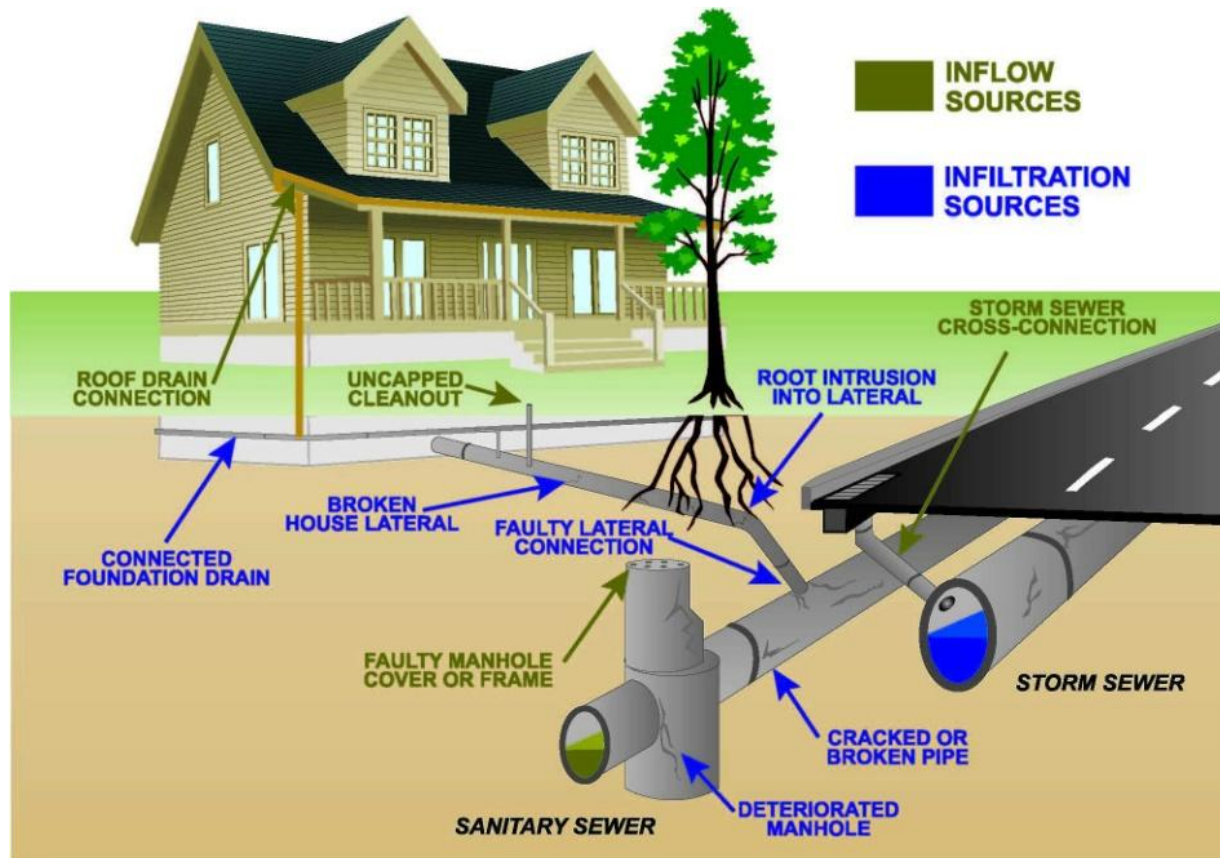 INFLOW
SOURCES
INFILTRATION
SOURCES
STORM SEWER
CROSS-CONNECTION
ROOF DRAIN
CONNECTION
UNCAPPED
CLEANOUT
ROOT INTRUSION
INTO LATERAL
BROKEN
HOUSE LATERAL
FAULTY LATERAL
CONNECTION
CONNECTED
FOUNDATION DRAIN
FAULTY MANHOLE
COVER OR FRAME
STORM SEWER
CRACKED OR
BROKEN PIPE
DETERIORATED
MANHOLE
SANITARY SEWER